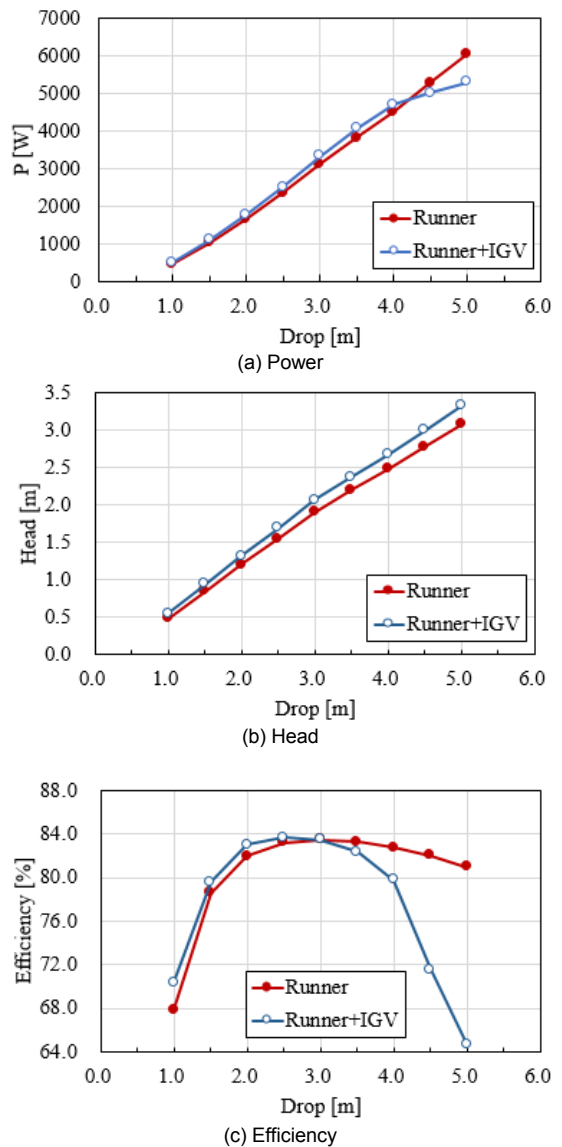 7000
6000
5000
4000
3000
2000
1000
0
P [W]
Runner
Runner+IGV
0.0 1.0 2.0 3.0 4.0 5.0 6.0
Drop [m]
(a) Power
3.5
3.0
2.5
2.0
1.5
1.0
0.5
0.0
Head [m]
Runner
Runner+IGV
0.0 1.0 2.0 3.0 4.0 5.0 6.0
Drop [m]
(b) Head
88.0
84.0
80.0
76.0
72.0
68.0
64.0
Efficiency [%]
Runner
Runner+IGV
0.0 1.0 2.0 3.0 4.0 5.0 6.0
Drop [m]
(c) Efficiency